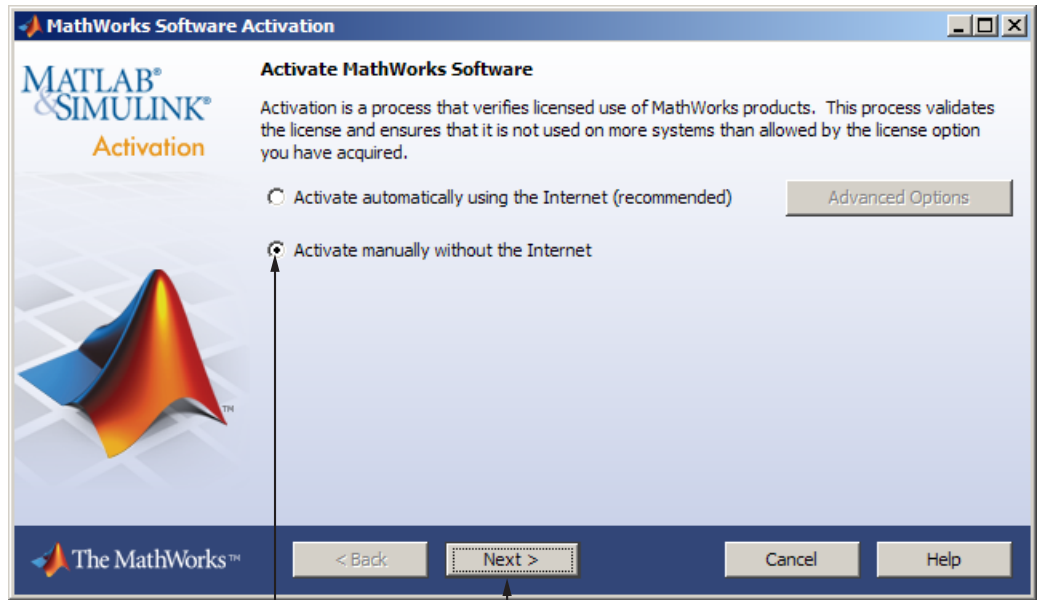 MathWorks Software Activation
MATLAB®
&SIMULINK®
Activation
Activate MathWorks Software
Activation is a process that verifies licensed use of MathWorks products. This process validates
the license and ensures that it is not used on more systems than allowed by the license option
you have acquired.
Activate automatically using the Internet (recommended)
Advanced Options
Activate manually without the Internet
TM
The MathWorks™
< Back
Next >
Cancel
Help